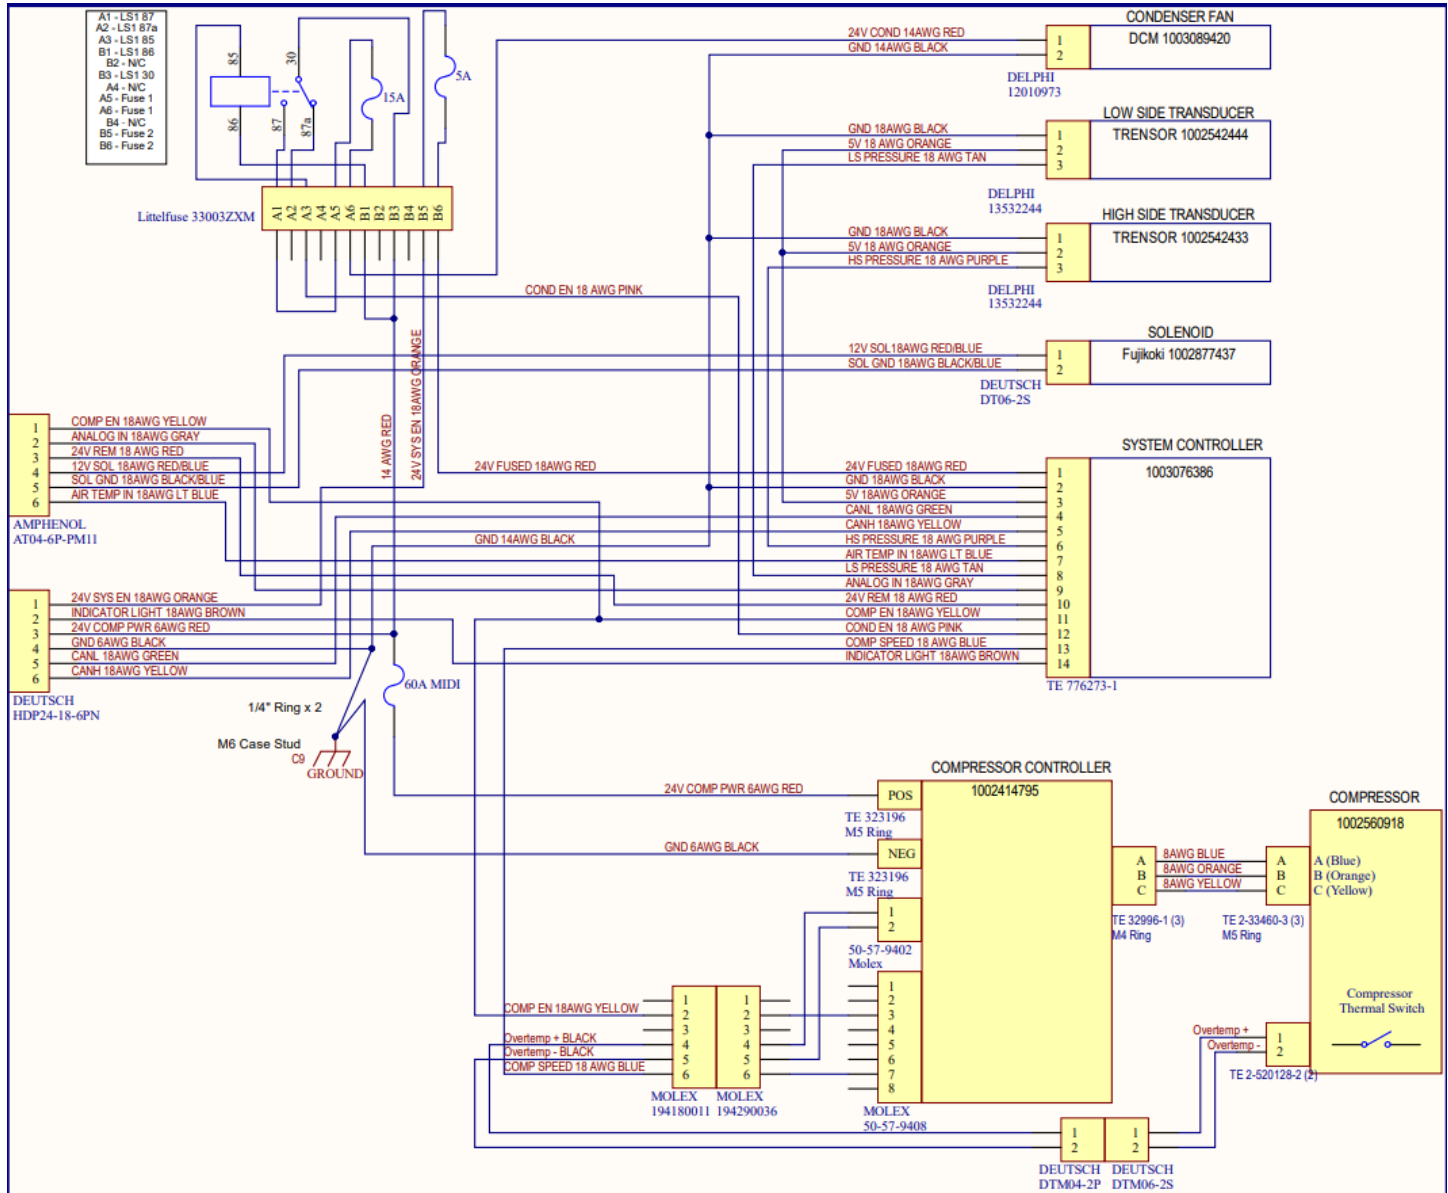 A1 - LS1 87
A2 - LS1 87a
A3 - LS1 85
B1 - LS1 86
B2 - N/C
B3 - LS1 30
A4 - N/C
A5 - Fuse 1
A6 - Fuse 1
B4 - N/C
B5 - Fuse 2
B6 - Fuse 2
85
30
86
87
87a
15A
5A
Littelfuse 33003ZXM
A1
A2
A3
A4
A5
A6
B1
B2
B3
B4
B5
B6
CONDENSER FAN
24V COND 14AWG RED
GND 14AWG BLACK
1
2
DCM 1003089420
DELPHI
12010973
LOW SIDE TRANSDUCER
GND 18AWG BLACK
5V 18 AWG ORANGE
LS PRESSURE 18 AWG TAN
1
2
3
TRENSOR 1002542444
DELPHI
13532244
HIGH SIDE TRANSDUCER
GND 18AWG BLACK
5V 18 AWG ORANGE
HS PRESSURE 18 AWG PURPLE
1
2
3
TRENSOR 1002542433
DELPHI
13532244
COND EN 18 AWG PINK
14 AWG RED
24V SYS EN 18AWG ORANGE
SOLENOID
12V SOL18AWG RED/BLUE
SOL GND 18AWG BLACK/BLUE
1
2
Fujikoki 1002877437
DEUTSCH
DT06-2S
1
2
3
4
5
6
COMP EN 18AWG YELLOW
ANALOG IN 18AWG GRAY
24V REM 18 AWG RED
12V SOL 18AWG RED/BLUE
SOL GND 18AWG BLACK/BLUE
AIR TEMP IN 18AWG LT BLUE
AMPHENOL
AT04-6P-PM11
24V FUSED 18AWG RED
GND 14AWG BLACK
SYSTEM CONTROLLER
1003076386
24V FUSED 18AWG RED
GND 18AWG BLACK
5V 18AWG ORANGE
CANL 18AWG GREEN
CANH 18AWG YELLOW
HS PRESSURE 18 AWG PURPLE
AIR TEMP IN 18AWG LT BLUE
LS PRESSURE 18 AWG TAN
ANALOG IN 18AWG GRAY
24V REM 18 AWG RED
COMP EN 18AWG YELLOW
COND EN 18 AWG PINK
COMP SPEED 18 AWG BLUE
INDICATOR LIGHT 18AWG BROWN
1
2
3
4
5
6
7
8
9
10
11
12
13
14
TE 776273-1
1
2
3
4
5
6
24V SYS EN 18AWG ORANGE
INDICATOR LIGHT 18AWG BROWN
24V COMP PWR 6AWG RED
GND 6AWG BLACK
CANL 18AWG GREEN
CANH 18AWG YELLOW
DEUTSCH
HDP24-18-6PN
60A MIDI
1/4" Ring x 2
M6 Case Stud
C9
GROUND
COMPRESSOR CONTROLLER
1002414795
24V COMP PWR 6AWG RED
POS
TE 323196
M5 Ring
GND 6AWG BLACK
NEG
TE 323196
M5 Ring
1
2
50-57-9402
Molex
1
2
3
4
5
6
7
8
MOLEX
50-57-9408
A
B
C
TE 32996-1 (3)
M4 Ring
8AWG BLUE
8AWG ORANGE
8AWG YELLOW
A
B
C
TE 2-33460-3 (3)
M5 Ring
COMPRESSOR
1002560918
A (Blue)
B (Orange)
C (Yellow)
Compressor
Thermal Switch
Overtemp +
Overtemp -
1
2
TE 2-520128-2 (2)
COMP EN 18AWG YELLOW
Overtemp + BLACK
Overtemp - BLACK
COMP SPEED 18 AWG BLUE
1
2
3
4
5
6
1
2
3
4
5
6
MOLEX
194180011
MOLEX
194290036
1
2
1
2
DEUTSCH
DTM04-2P
DEUTSCH
DTM06-2S